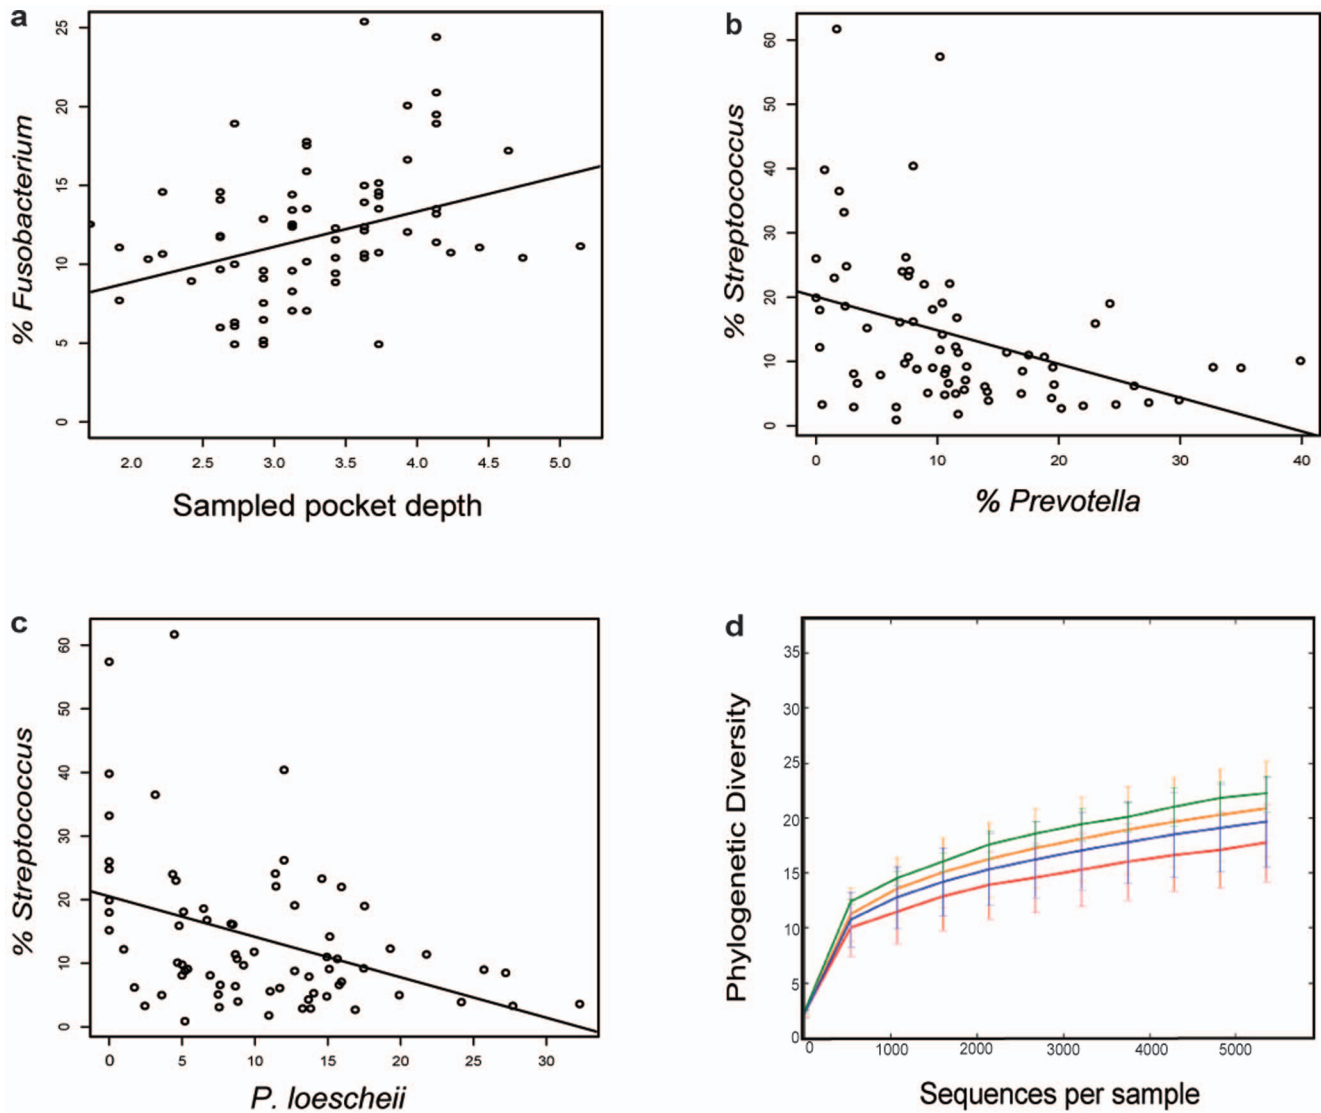 a
% Fusobacterium
25
20
15
10
5
0
2.0 2.5 3.0 3.5 4.0 4.5 5.0
Sampled pocket depth
b
% Streptococcus
60
50
40
30
20
10
0
0 10 20 30 40
% Prevotella
c
% Streptococcus
60
50
40
30
20
10
0
0 5 10 15 20 25 30
P. loescheii
d
Phylogenetic Diversity
35
30
25
20
15
10
5
0
0 1000 2000 3000 4000 5000
Sequences per sample